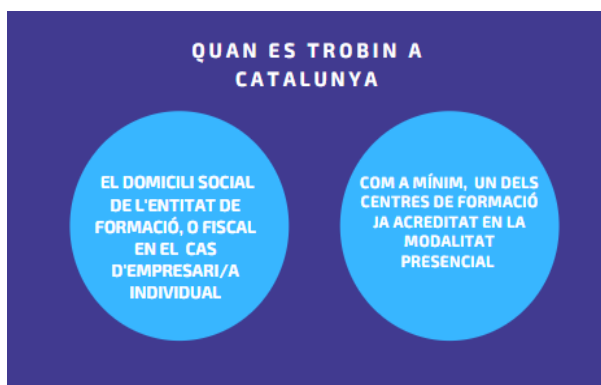 QUAN ES TROBIN A
CATALUNYA
EL DOMICILI SOCIAL
DE L'ENTITAT DE
FORMACIÓ, O FISCAL
EN EL CAS
D'EMPRESARI/A
INDIVIDUAL
COM A MÍNIM, UN DELS
CENTRES DE FORMACIÓ
JA ACREDITAT EN LA
MODALITAT
PRESENCIAL